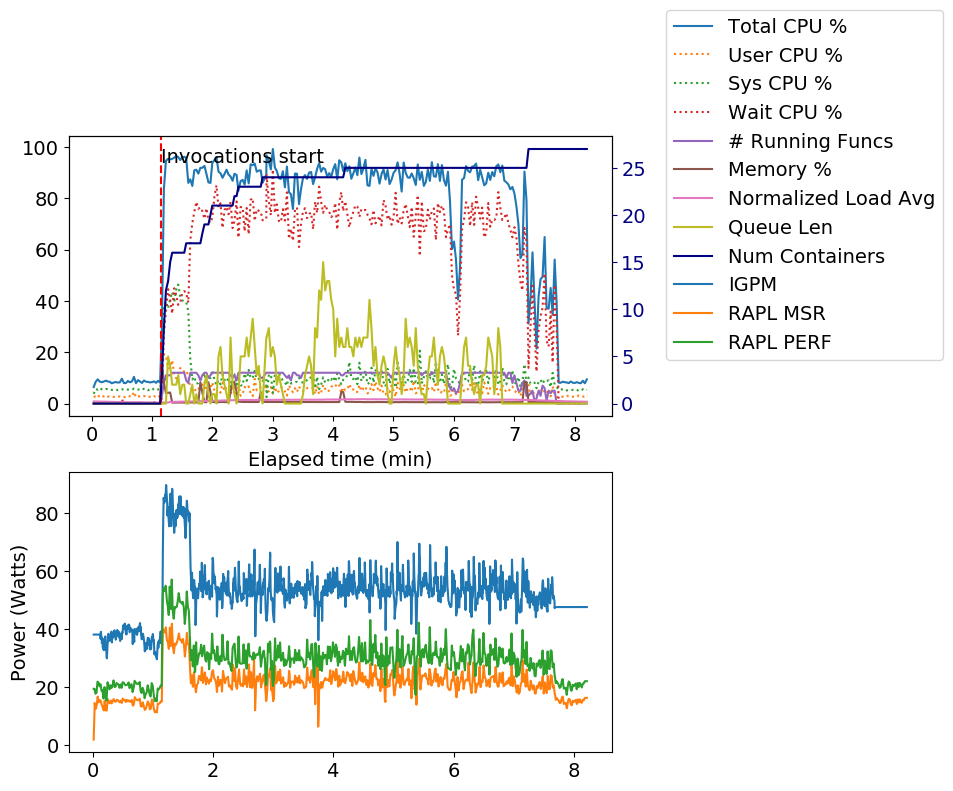 Total CPU %
User CPU %
Sys CPU %
Wait CPU %
# Running Funcs
Memory %
Normalized Load Avg
Queue Len
Num Containers
IGPM
RAPL MSR
RAPL PERF
Invocations start
100
80
60
40
20
0
25
20
15
10
5
0
0 1 2 3 4 5 6 7 8
Elapsed time (min)
Power (Watts)
80
60
40
20
0
0 2 4 6 8